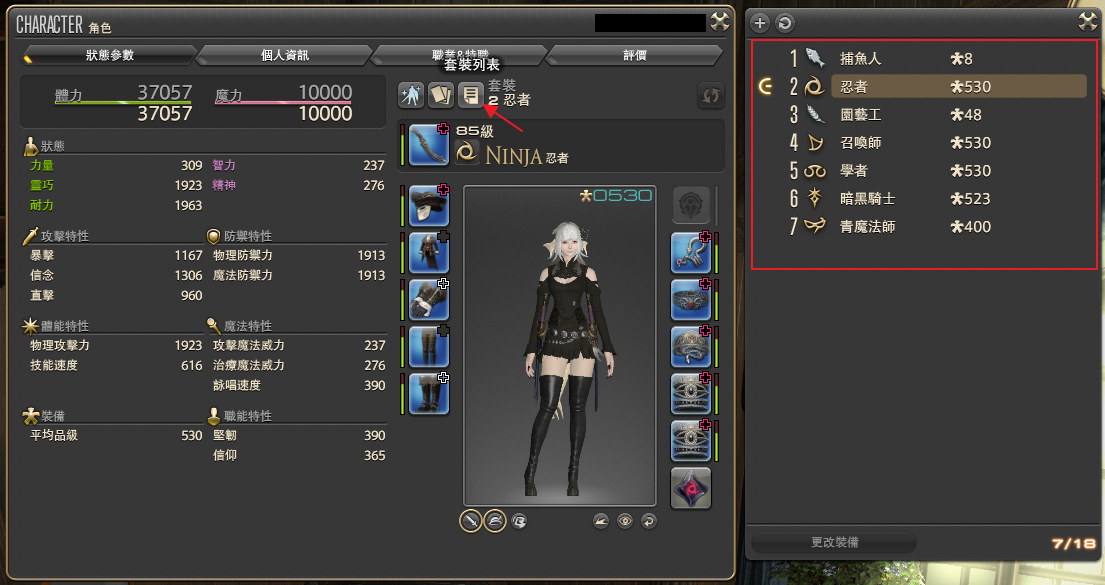 CHARACTER 角色
狀態參數 個人資訊 職業&特職 評價
套裝列表
體力 37057
37057
魔力 10000
10000
套裝
2 忍者
85級
NINJA 忍者
狀態
力量 309 智力 237
靈巧 1923 精神 276
耐力 1963
攻擊特性 防禦特性
暴擊 1167 物理防禦力 1913
信念 1306 魔法防禦力 1913
直擊 960
體能特性 魔法特性
物理攻擊力 1923 攻擊魔法威力 237
技能速度 616 治療魔法威力 276
詠唱速度 390
裝備 職能特性
平均品級 530 堅韌 390
信仰 365
0530
1 捕魚人 8
2 忍者 530
3 園藝工 48
4 召喚師 530
5 學者 530
6 暗黑騎士 523
7 青魔法師 400
更改裝備 7/18